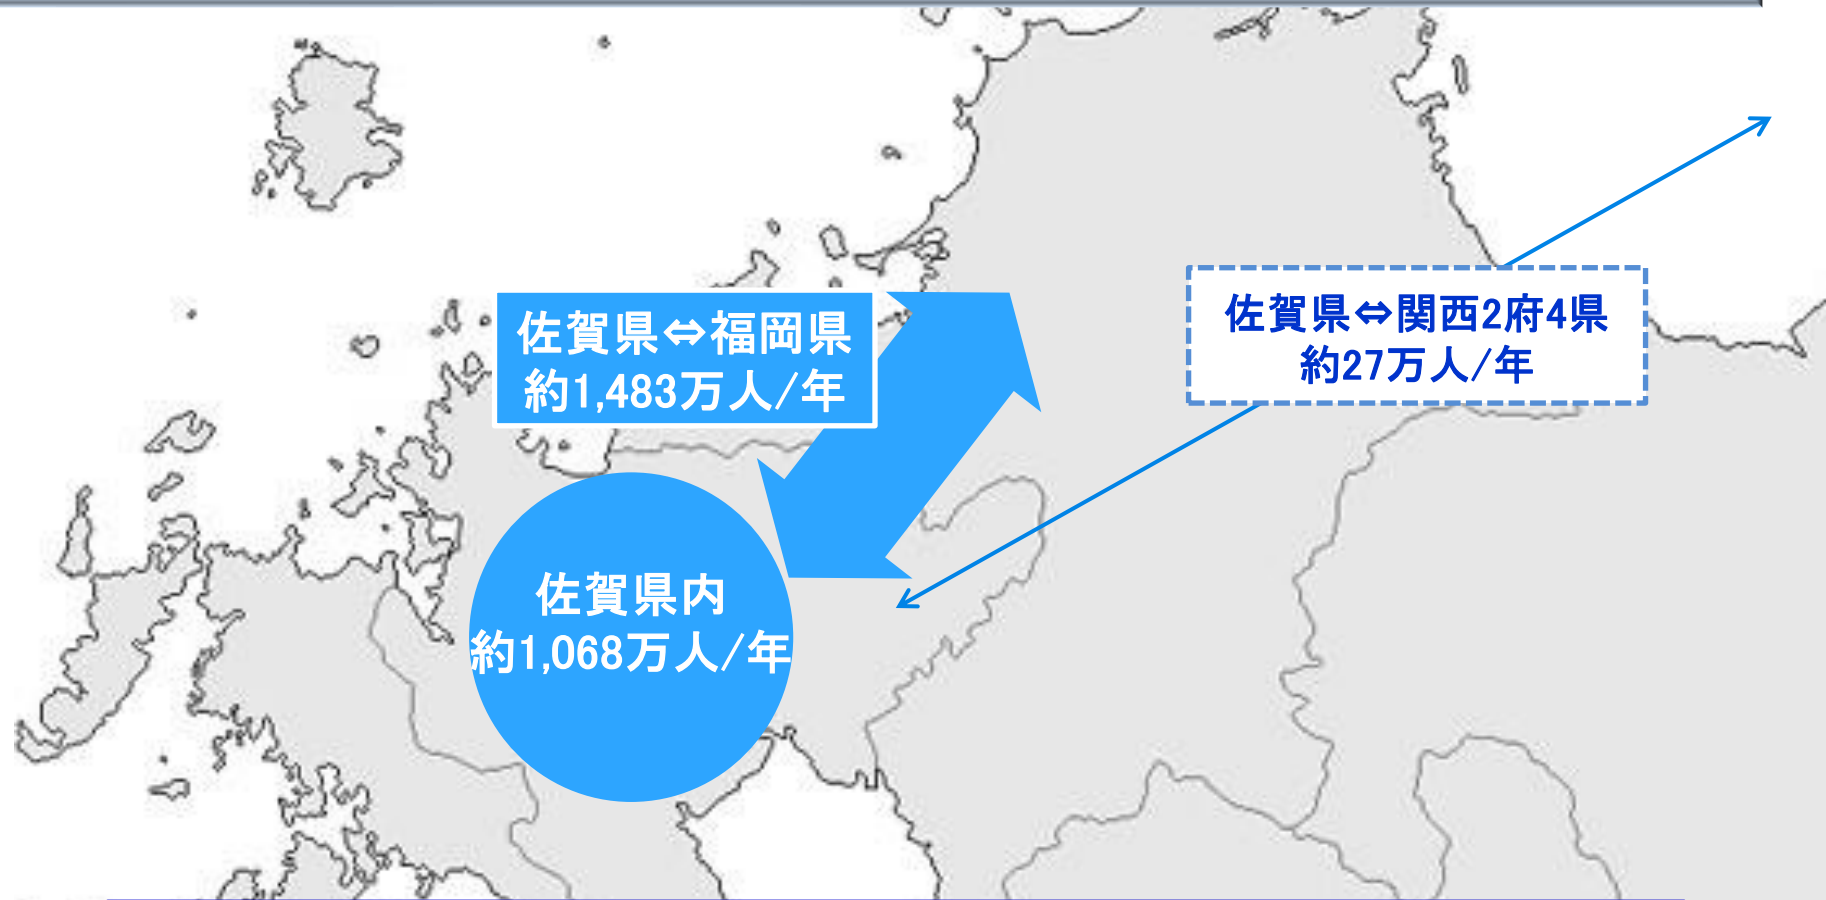 佐賀県⇔福岡県
約1,483万人/年
佐賀県⇔関西2府4県
約27万人/年
佐賀県内
約1,068万人/年